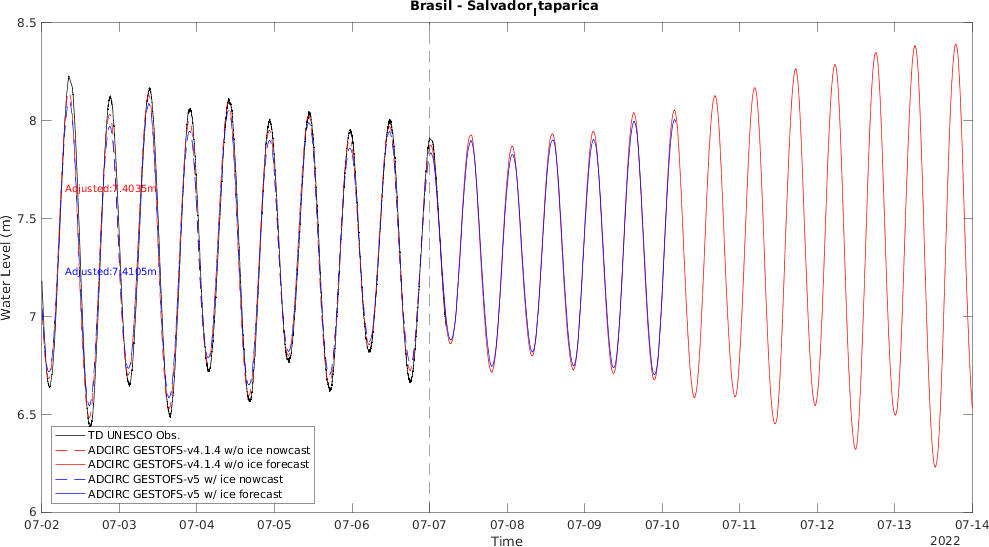 Brasil - Salvador_Itaparica
8.5
8
7.5
7
6.5
6
Water Level (m)
Adjusted:7.4035m
Adjusted:7.4105m
TD UNESCO Obs.
ADCIRC GESTOFS-v4.1.4 w/o ice nowcast
ADCIRC GESTOFS-v4.1.4 w/o ice forecast
ADCIRC GESTOFS-v5 w/ ice nowcast
ADCIRC GESTOFS-v5 w/ ice forecast
07-02 07-03 07-04 07-05 07-06 07-07 07-08 07-09 07-10 07-11 07-12 07-13 07-14
Time
2022